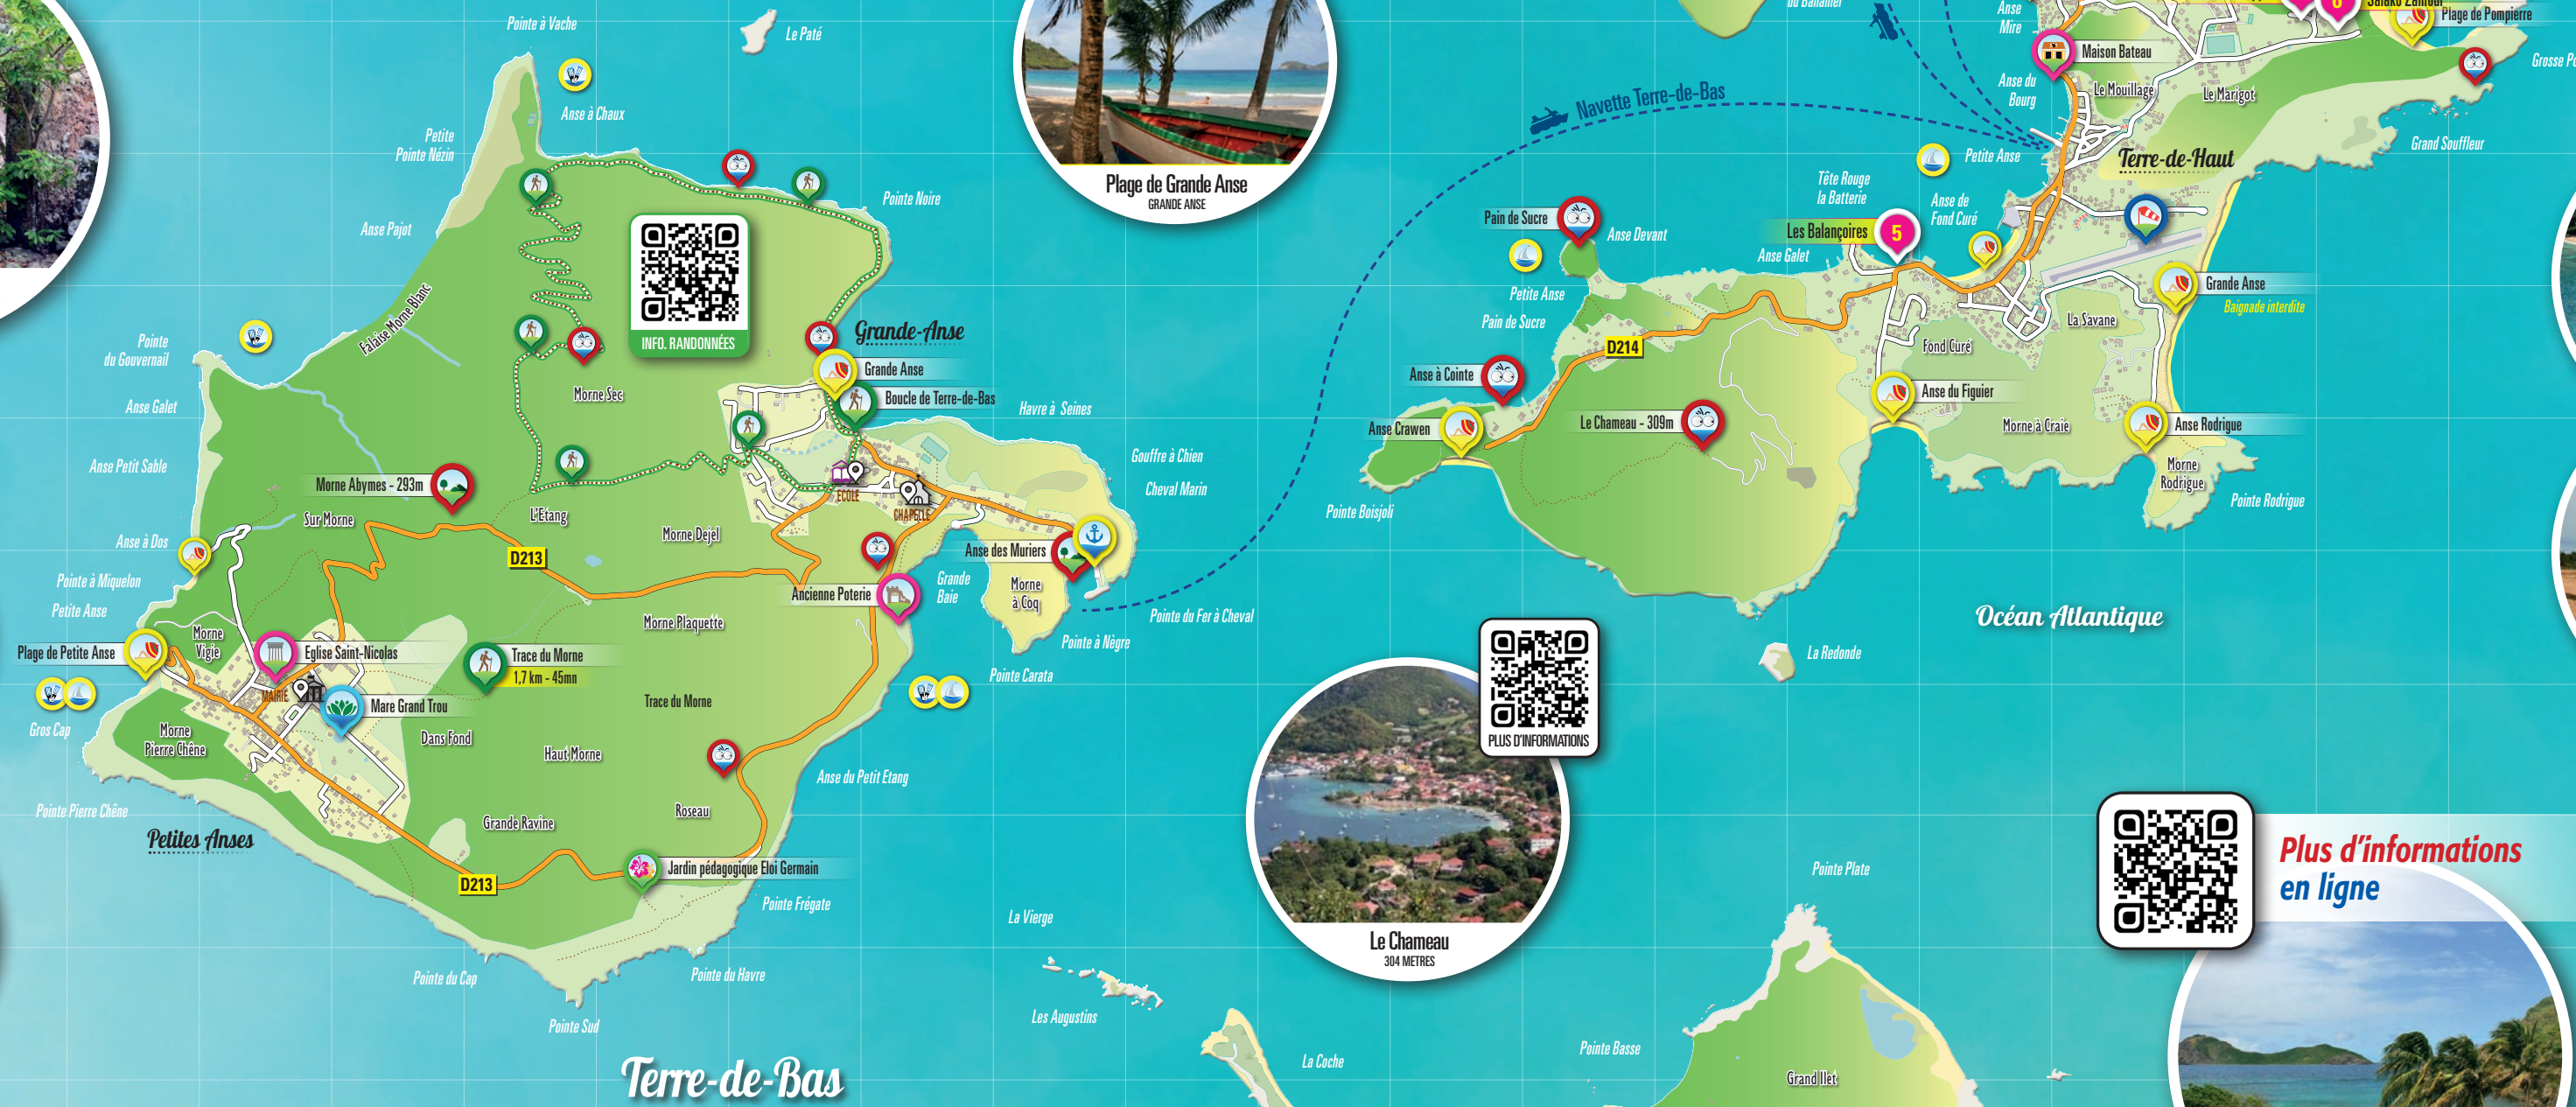 Pointe à Vache
Le Paté
Anse à Chaux
Petite
Pointe Nézin
Pointe Noire
Anse Pajot
Falaise Morne Blanc
INFO. RANDONNÉES
Pointe
du Gouvernail
Anse Galet
Anse Petit Sable
Morne Sec
Grande-Anse
Grande Anse
Boucle de Terre-de-Bas
Havre à Seines
Gouffre à Chien
Cheval Marin
Morne Abymes - 293m
Sur Morne
L'Etang
ECOLE
CHAPELLE
Morne Dejel
D213
Anse à Dos
Pointe à Miquelon
Petite Anse
Anse des Muriers
Grande
Baie
Morne
à Coq
Ancienne Poterie
Pointe du Fer à Cheval
Pointe à Nègre
Pointe Carata
Morne Plaquette
Morne
Vigie
Plage de Petite Anse
Eglise Saint-Nicolas
MAIRIE
Mare Grand Trou
Trace du Morne
1,7 km - 45mn
Trace du Morne
Gros Cap
Morne
Pierre Chêne
Dans Fond
Haut Morne
Anse du Petit Etang
Pointe Pierre Chêne
Petites Anses
Grande Ravine
Roseau
D213
Jardin pédagogique Eloi Germain
Pointe Frégate
Pointe du Havre
Pointe du Cap
Pointe Sud
Terre-de-Bas
La Vierge
Les Augustins
La Coche
Plage de Grande Anse
GRANDE ANSE
Navette Terre-de-Bas
Anse
Mire
Maison Bateau
Anse du
Bourg
Le Mouillage
Le Marigot
Plage de Pompierre
Grand Souffleur
Petite Anse
Terre-de-Haut
Tête Rouge
la Batterie
Anse de
Fond Curé
Pain de Sucre
Anse Devant
Les Balançoires
5
Anse Galet
Petite Anse
Pain de Sucre
Grande Anse
Baignade interdite
La Savane
Fond Curé
D214
Anse à Cointe
Anse Crawen
Le Chameau - 309m
Anse du Figuier
Morne à Craie
Anse Rodrigue
Morne
Rodrigue
Pointe Rodrigue
Pointe Boisjoli
Océan Atlantique
La Redonde
PLUS D'INFORMATIONS
Le Chameau
304 METRES
Pointe Plate
Pointe Basse
Grand Ilet
Plus d'informations
en ligne